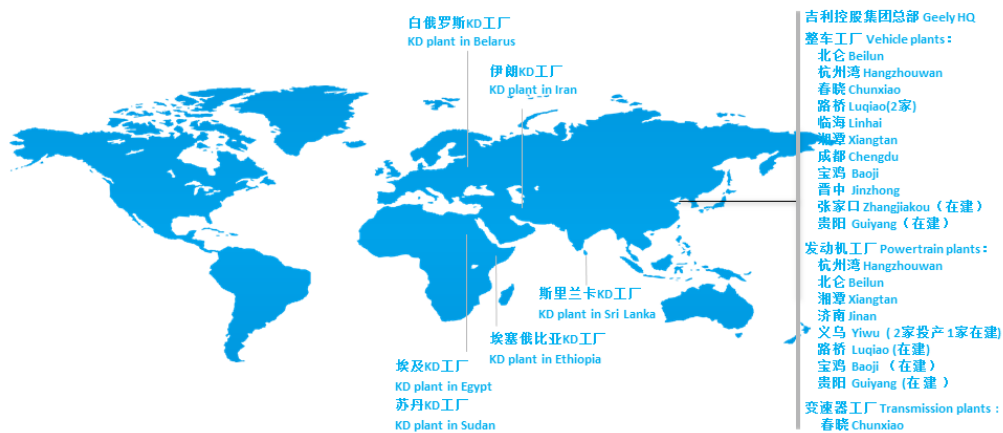 白俄罗斯KD工厂
KD plant in Belarus
伊朗KD工厂
KD plant in Iran
斯里兰卡KD工厂
KD plant in Sri Lanka
埃塞俄比亚KD工厂
KD plant in Ethiopia
埃及KD工厂
KD plant in Egypt
苏丹KD工厂
KD plant in Sudan
吉利控股集团总部 Geely HQ
整车工厂 Vehicle plants：
北仑 Beilun
杭州湾 Hangzhouwan
春晓 Chunxiao
路桥 Luqiao(2家)
临海 Linhai
湘潭 Xiangtan
成都 Chengdu
宝鸡 Baoji
晋中 Jinzhong
张家口 Zhangjiakou（在建）
贵阳 Guiyang（在建）
发动机工厂 Powertrain plants：
杭州湾 Hangzhouwan
北仑 Beilun
湘潭 Xiangtan
济南 Jinan
义乌 Yiwu ( 2家投产1家在建)
路桥 Luqiao (在建)
宝鸡 Baoji （在建）
贵阳 Guiyang (在建 )
变速器工厂 Transmission plants：
春晓 Chunxiao